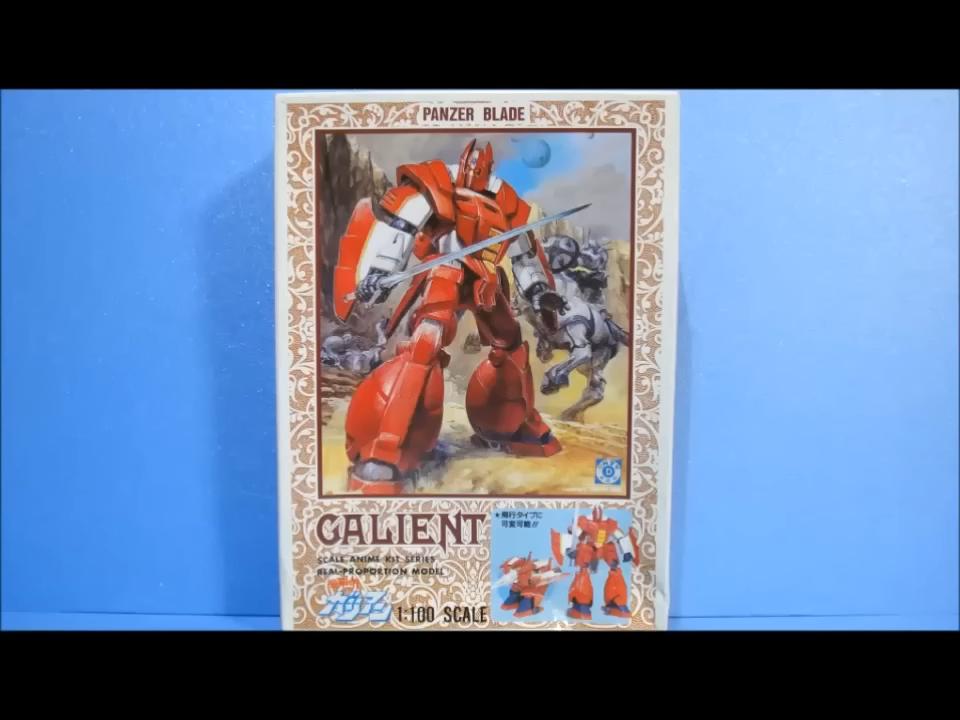 PANZER BLADE
GALIENT
SCALE ANIME KIT SERIES
REAL-PROPORTION MODEL
★飛行タイプに
可変可能!!
ガリアン
1:100 SCALE
D